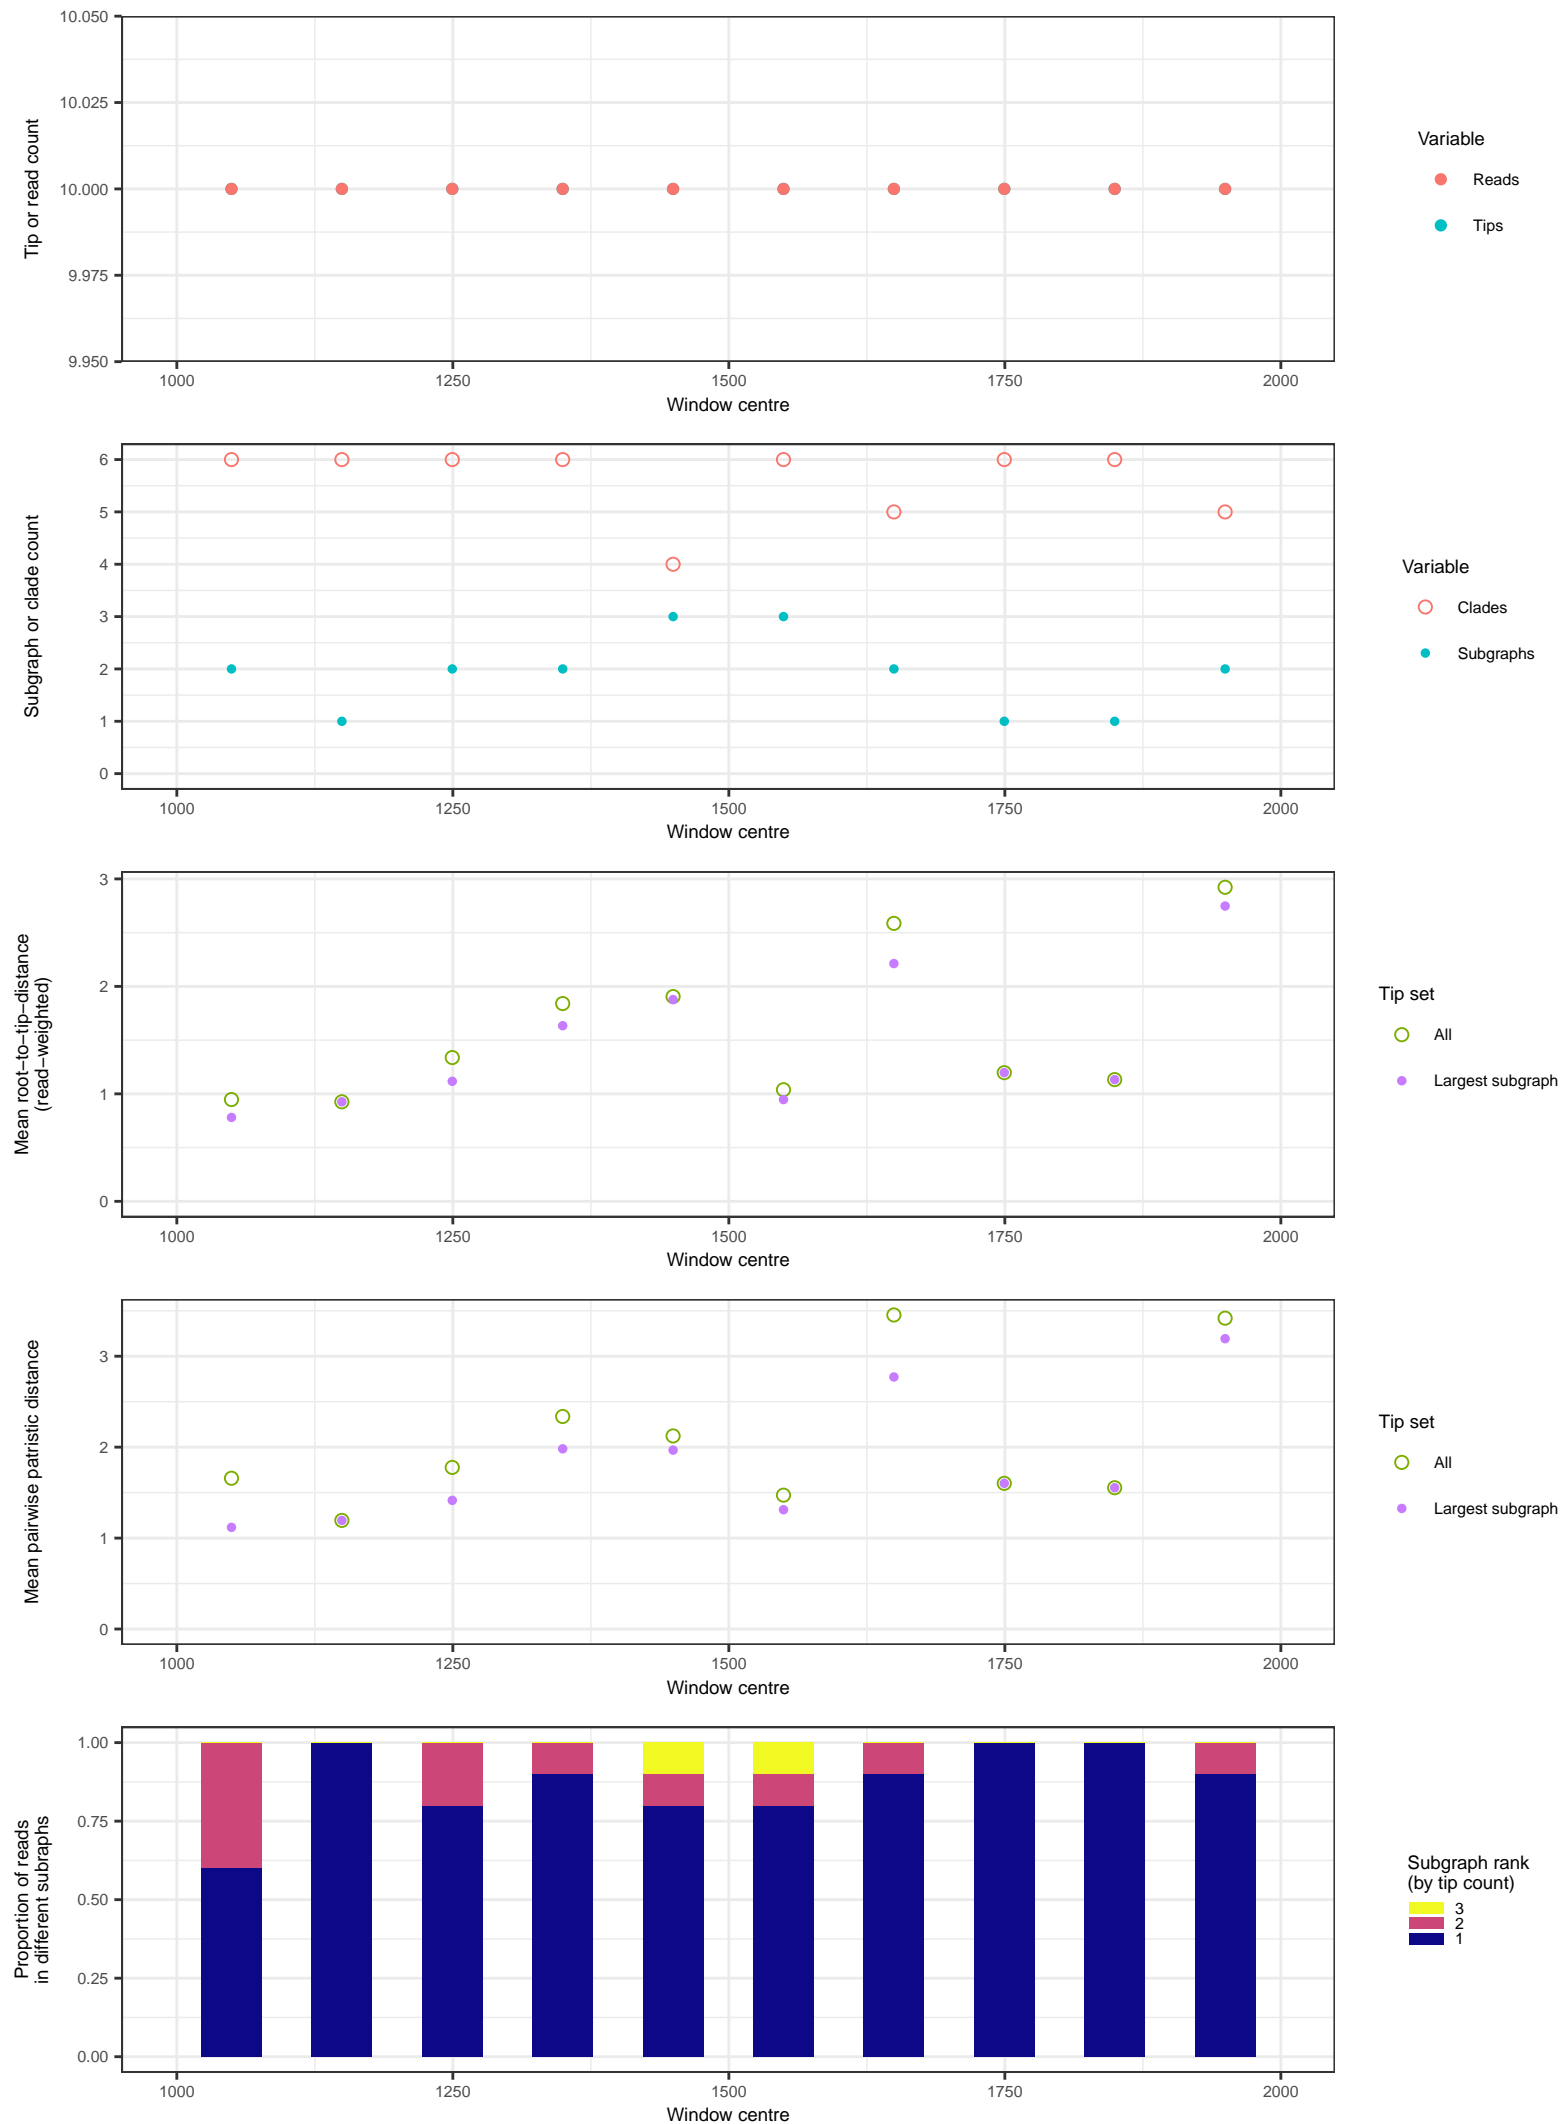 10.050
10.025
10.000
9.975
9.950
Tip or read count
1000 1250 1500 1750 2000
Window centre
Variable
Reads
Tips
6
5
4
3
2
1
0
Subgraph or clade count
1000 1250 1500 1750 2000
Window centre
Variable
Clades
Subgraphs
3
2
1
0
Mean root−to−tip−distance
(read−weighted)
1000 1250 1500 1750 2000
Window centre
Tip set
All
Largest subgraph
3
2
1
0
Mean pairwise patristic distance
1000 1250 1500 1750 2000
Window centre
Tip set
All
Largest subgraph
1.00
0.75
0.50
0.25
0.00
Proportion of reads
in different subraphs
1000 1250 1500 1750 2000
Window centre
Subgraph rank
(by tip count)
3
2
1